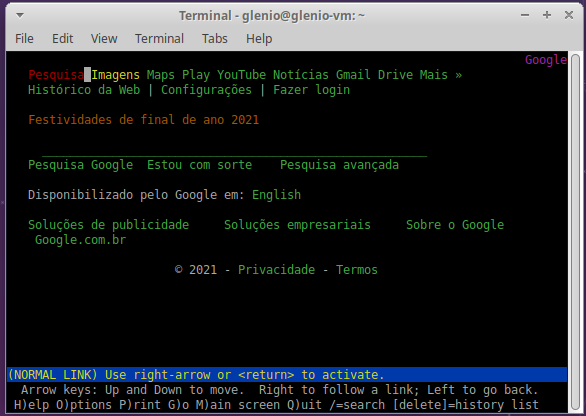 Terminal - glenio@glenio-vm: ~
File Edit View Terminal Tabs Help
Google
Pesquisa Imagens Maps Play YouTube Notícias Gmail Drive Mais »
Histórico da Web | Configurações | Fazer login
Festividades de final de ano 2021
Pesquisa Google Estou com sorte Pesquisa avançada
Disponibilizado pelo Google em: English
Soluções de publicidade Soluções empresariais Sobre o Google
Google.com.br
© 2021 - Privacidade - Termos
(NORMAL LINK) Use right-arrow or <return> to activate.
Arrow keys: Up and Down to move. Right to follow a link; Left to go back.
H)elp O)ptions P)rint G)o M)ain screen Q)uit /=search [delete]=history list